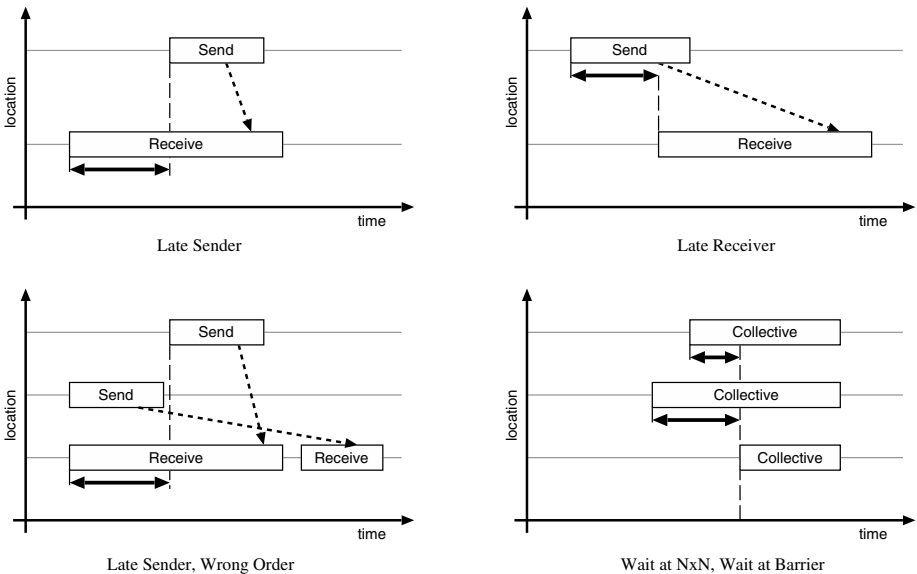 location
Send
Receive
time
Late Sender
location
Send
Receive
time
Late Receiver
location
Send
Send
Receive
Receive
time
Late Sender, Wrong Order
location
Collective
Collective
Collective
time
Wait at NxN, Wait at Barrier